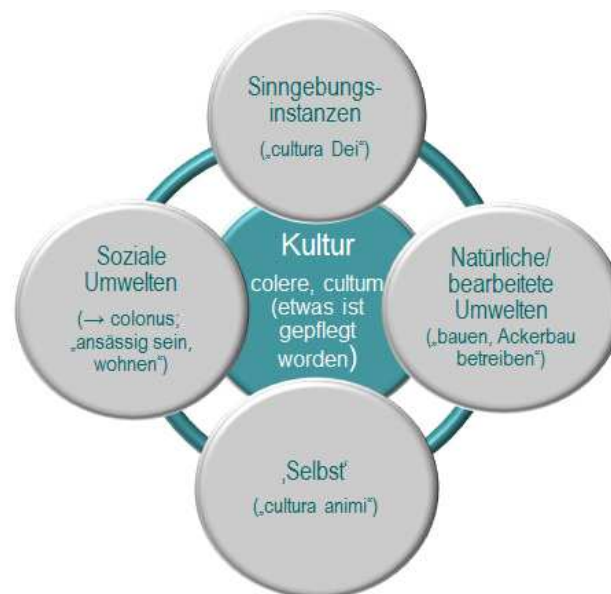 Sinngebungs-
instanzen
(„cultura Dei“)
Kultur
colere, cultum
(etwas ist
gepflegt
worden)
Soziale
Umwelten
(→ colonus;
„ansässig sein,
wohnen“)
Natürliche/
bearbeitete
Umwelten
(„bauen, Ackerbau
betreiben“)
‚Selbst‘
(„cultura animi“)